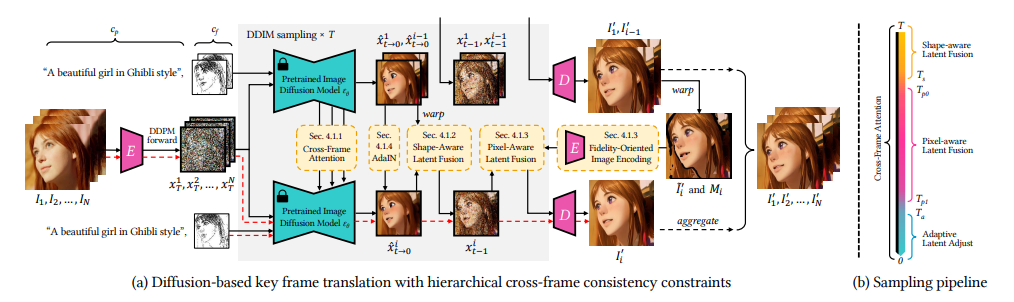 c_p
c_f
DDIM sampling × T
x̂^1_{t→0}, x̂^{i-1}_{t→0}
x^1_{t-1}, x^{i-1}_{t-1}
I'_1, I'_{i-1}
"A beautiful girl in Ghibli style",
Pretrained Image
Diffusion Model ε_θ
D
warp
warp
DDPM
forward
E
Sec. 4.1.1
Cross-Frame
Attention
Sec.
4.1.4
AdaIN
Sec. 4.1.2
Shape-Aware
Latent Fusion
Sec. 4.1.3
Pixel-Aware
Latent Fusion
E
Sec. 4.1.3
Fidelity-Oriented
Image Encoding
I_1, I_2, ..., I_N
x^1_T, x^2_T, ..., x^N_T
Ī'_i and M_i
I'_1, I'_2, ..., I'_N
"A beautiful girl in Ghibli style",
Pretrained Image
Diffusion Model ε_θ
D
aggregate
x̂^i_{t→0}
x^i_{t-1}
I'_i
(a) Diffusion-based key frame translation with hierarchical cross-frame consistency constraints
T
Shape-aware
Latent Fusion
T_s
T_{p0}
Cross-Frame Attention
Pixel-aware
Latent Fusion
T_{p1}
T_a
Adaptive
Latent Adjust
0
(b) Sampling pipeline